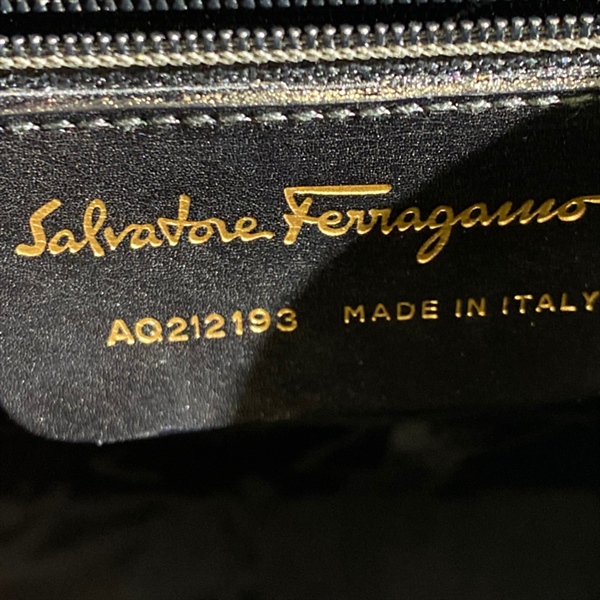 Salvatore Ferragamo
AQ212193 MADE IN ITALY